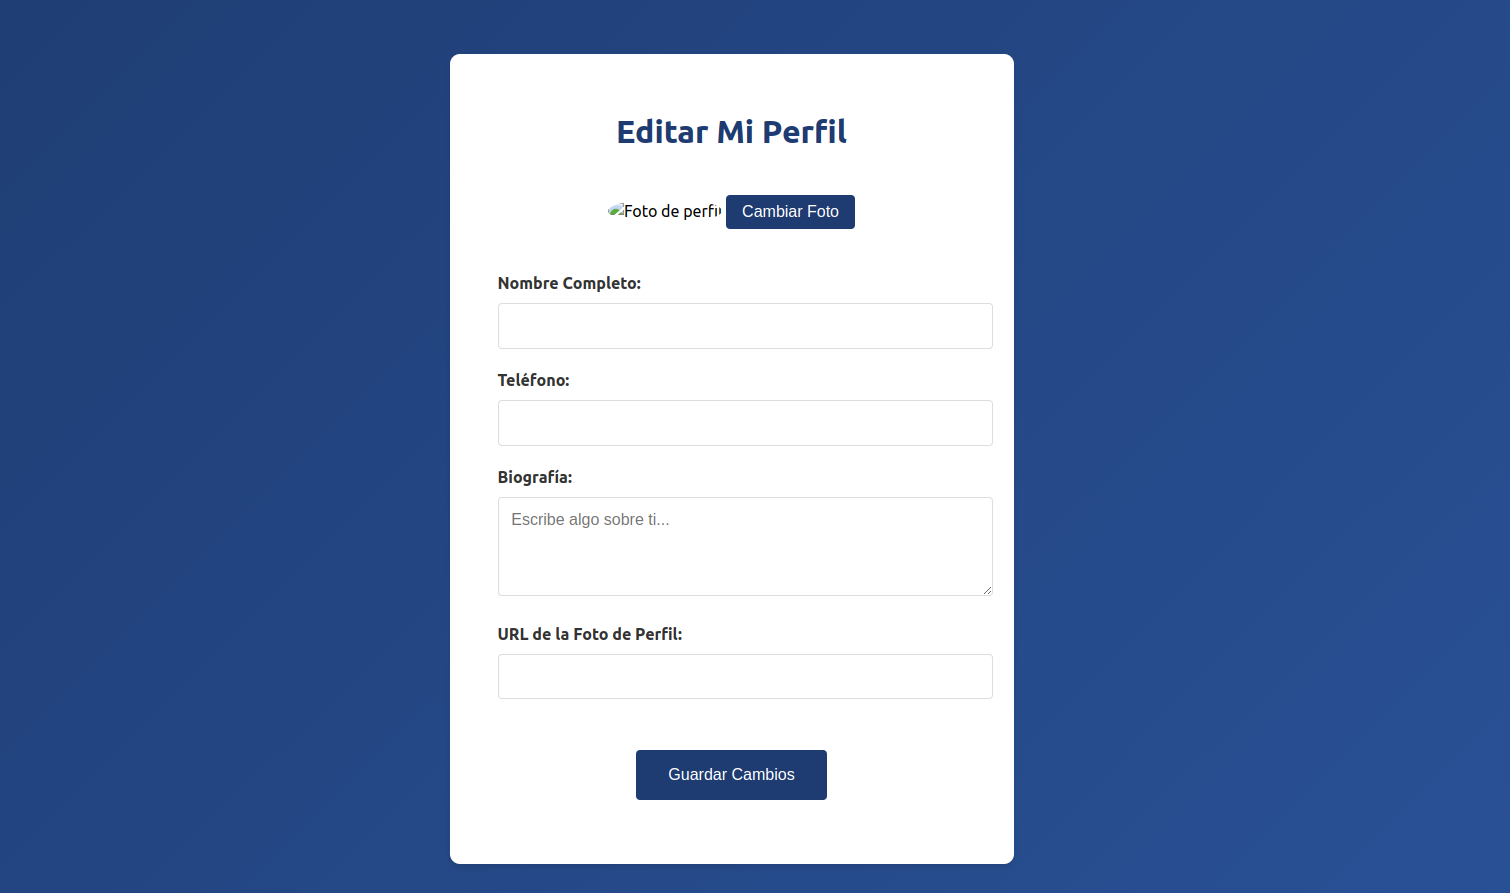 Editar Mi Perfil
Foto de perfil Cambiar Foto
Nombre Completo:
Teléfono:
Biografía:
Escribe algo sobre ti...
URL de la Foto de Perfil:
Guardar Cambios